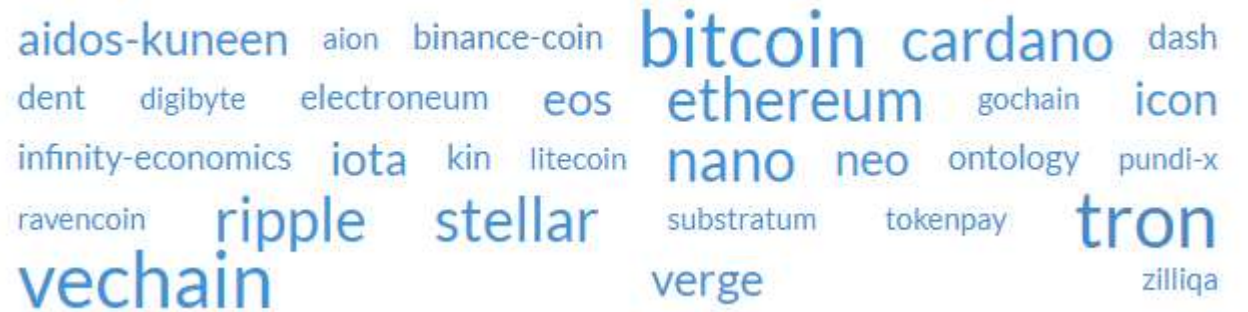 aidos-kuneen aion binance-coin bitcoin cardano dash
dent digibyte electroneum eos ethereum gochain icon
infinity-economics iota kin litecoin nano neo ontology pundi-x
ravencoin ripple stellar substratum tokenpay tron
vechain verge zilliqa